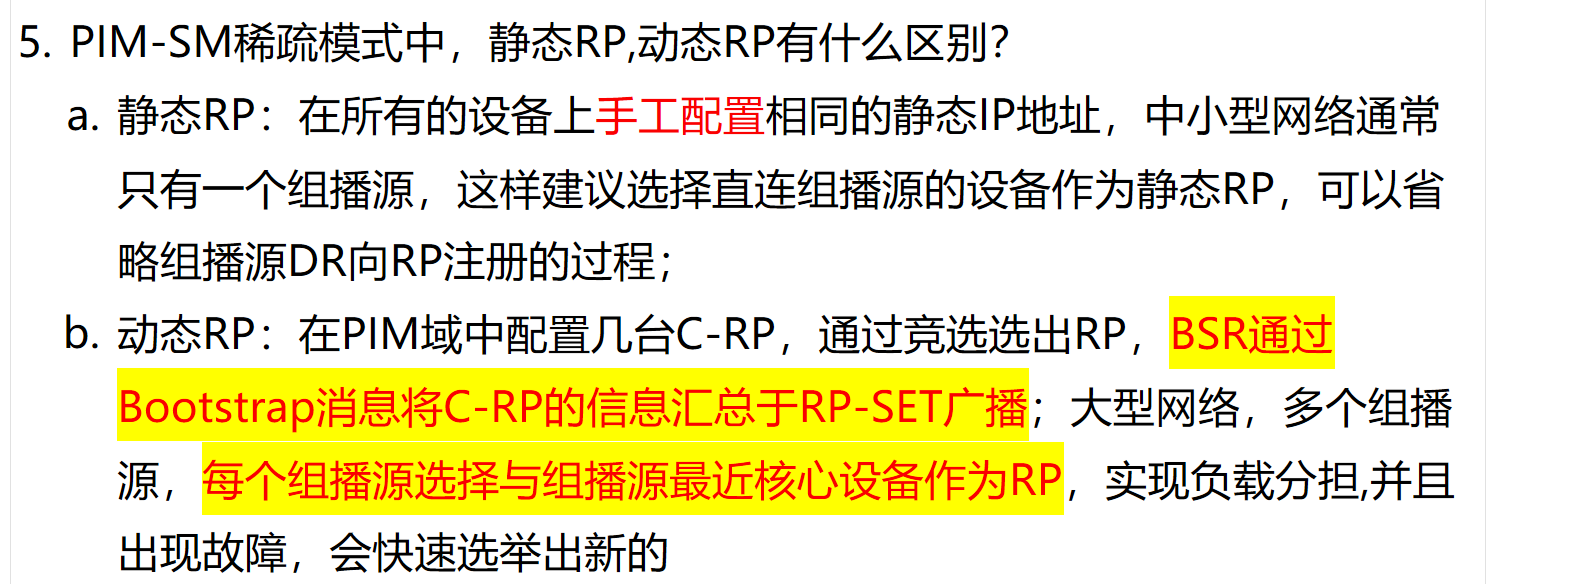 5. PIM-SM稀疏模式中，静态RP,动态RP有什么区别？
a. 静态RP：在所有的设备上手工配置相同的静态IP地址，中小型网络通常
只有一个组播源，这样建议选择直连组播源的设备作为静态RP，可以省
略组播源DR向RP注册的过程；
b. 动态RP：在PIM域中配置几台C-RP，通过竞选选出RP，BSR通过
Bootstrap消息将C-RP的信息汇总于RP-SET广播；大型网络，多个组播
源，每个组播源选择与组播源最近核心设备作为RP，实现负载分担,并且
出现故障，会快速选举出新的